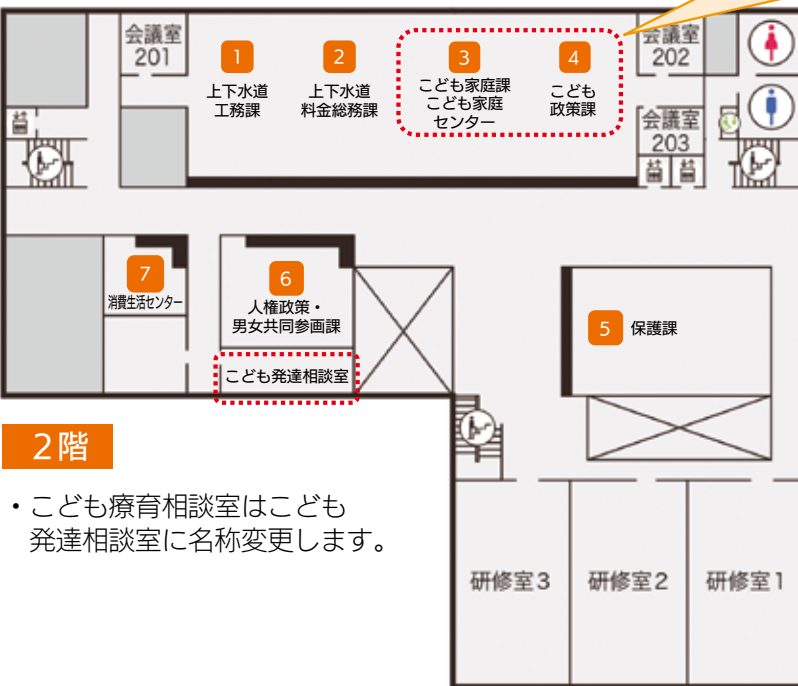 会議室
201
1
上下水道
工務課
2
上下水道
料金総務課
3
こども家庭課
こども家庭
センター
4
こども
政策課
会議室
202
会議室
203
7
消費生活センター
6
人権政策・
男女共同参画課
こども発達相談室
5
保護課
2階
・こども療育相談室はこども
発達相談室に名称変更します。
研修室3
研修室2
研修室1